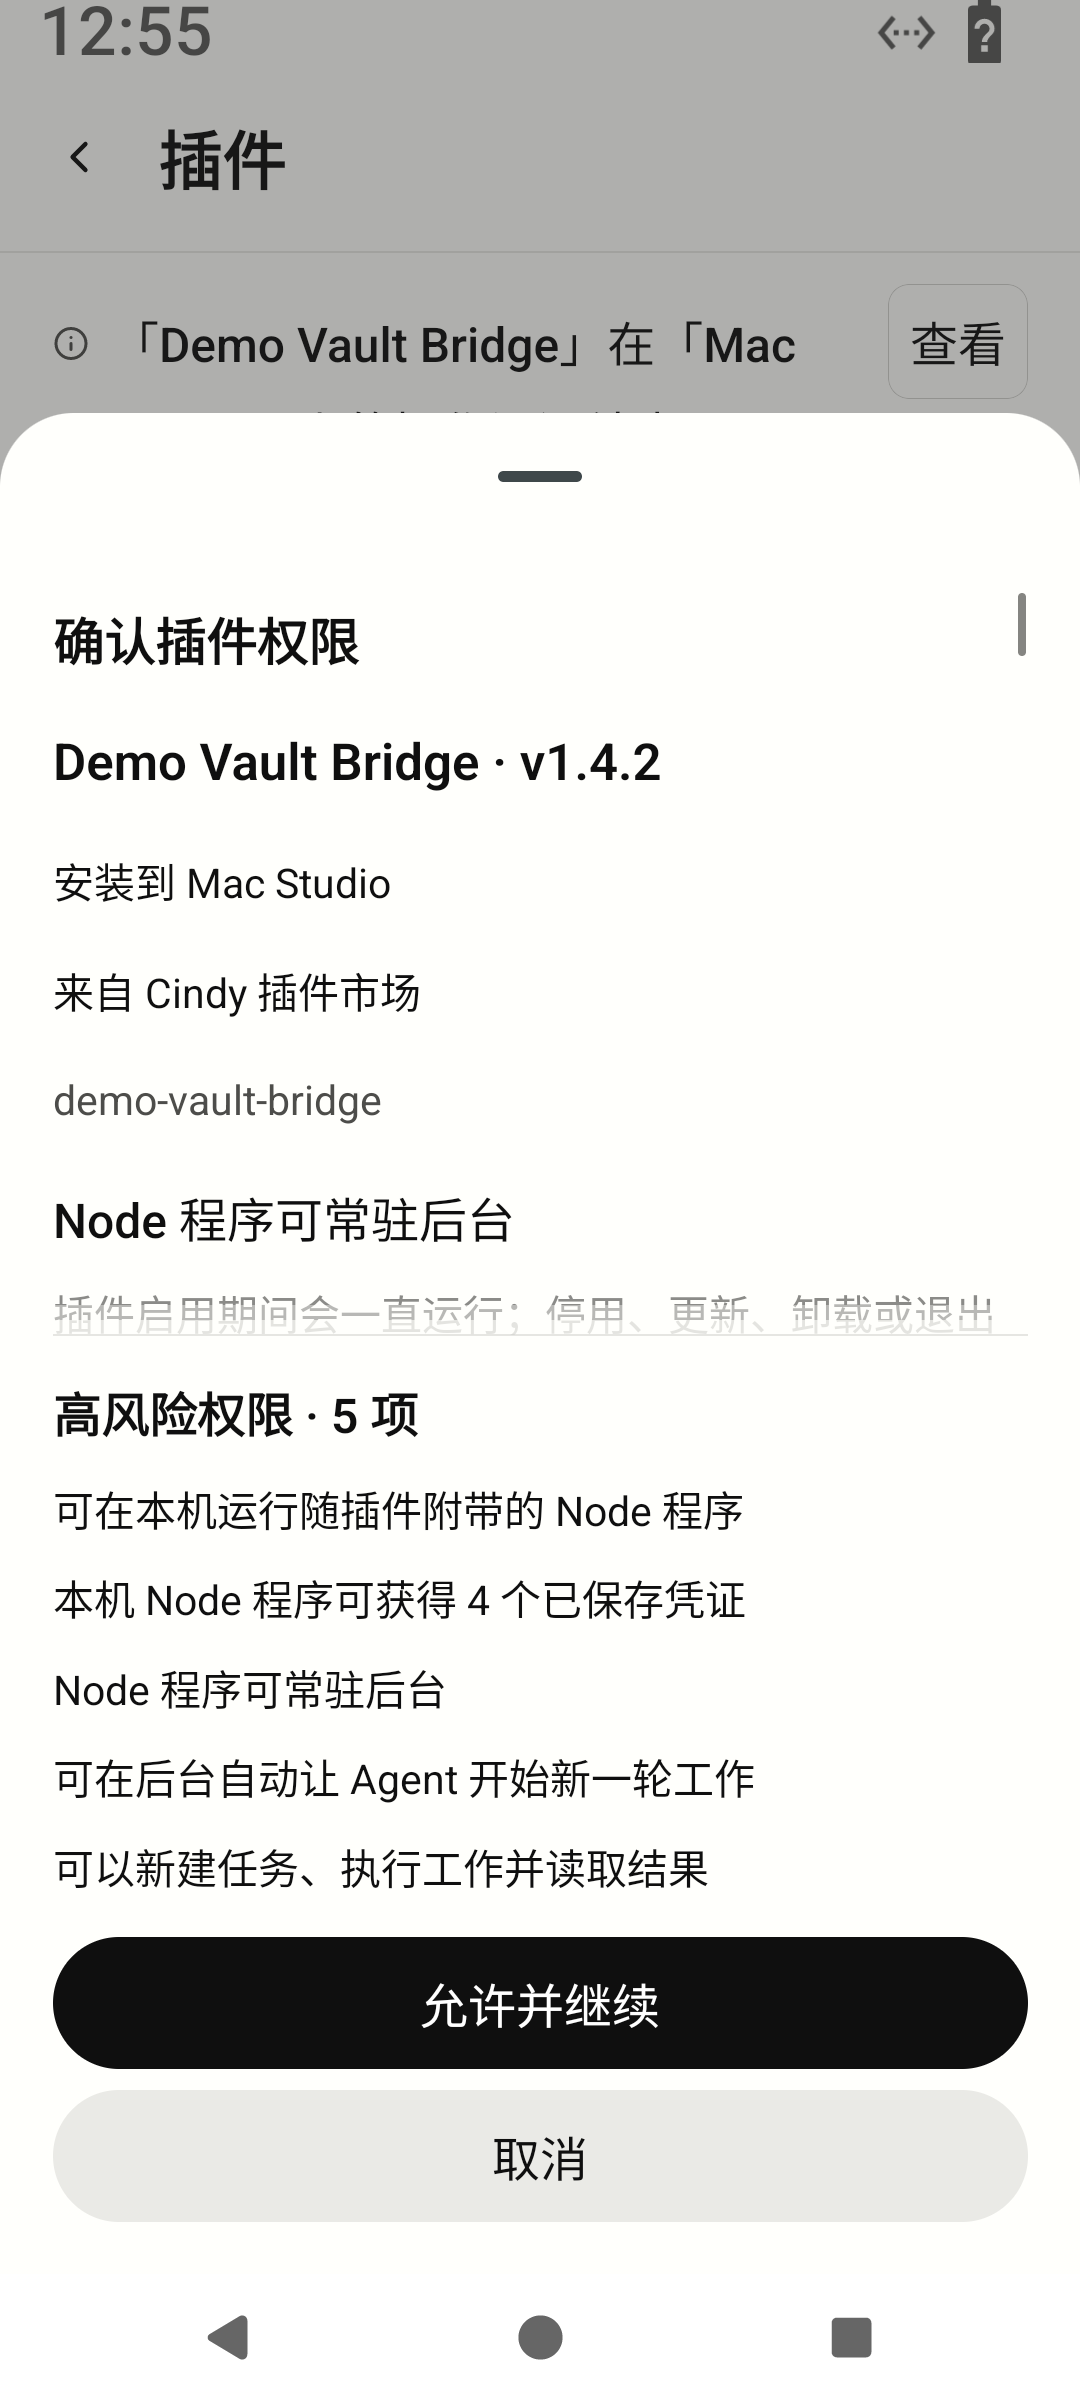 12:55
插件
「Demo Vault Bridge」在「Mac
查看
确认插件权限
Demo Vault Bridge · v1.4.2
安装到 Mac Studio
来自 Cindy 插件市场
demo-vault-bridge
Node 程序可常驻后台
插件启用期间会一直运行；停用、更新、卸载或退出
高风险权限 · 5 项
可在本机运行随插件附带的 Node 程序
本机 Node 程序可获得 4 个已保存凭证
Node 程序可常驻后台
可在后台自动让 Agent 开始新一轮工作
可以新建任务、执行工作并读取结果
允许并继续
取消